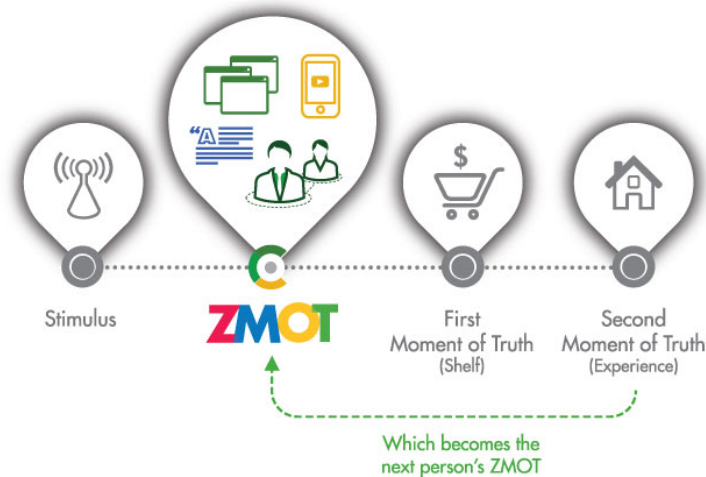 “A
$
Stimulus
ZMOT
First
Moment of Truth
(Shelf)
Second
Moment of Truth
(Experience)
Which becomes the
next person's ZMOT